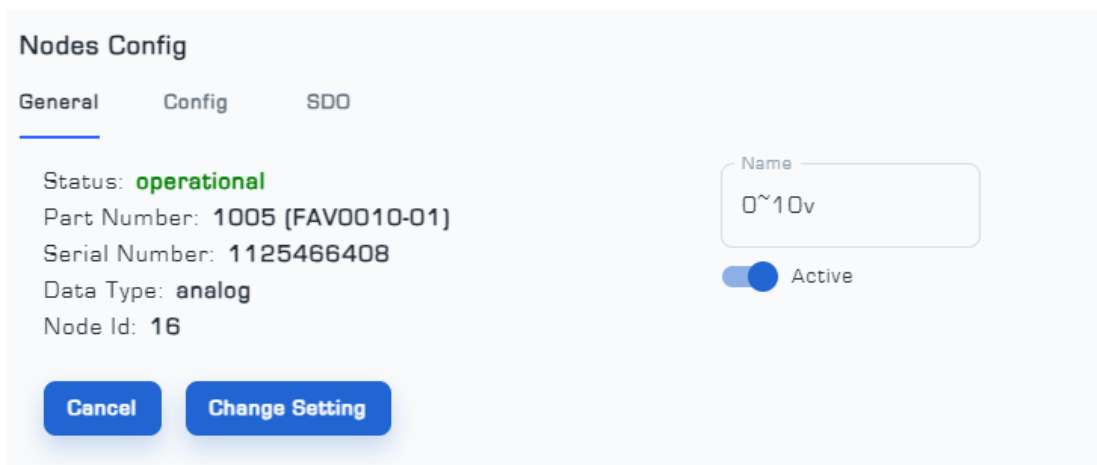 Nodes Config
General Config SDO
Status: operational
Part Number: 1005 (FAV0010-01)
Serial Number: 1125466408
Data Type: analog
Node Id: 16
Name
0~10v
Active
Cancel Change Setting